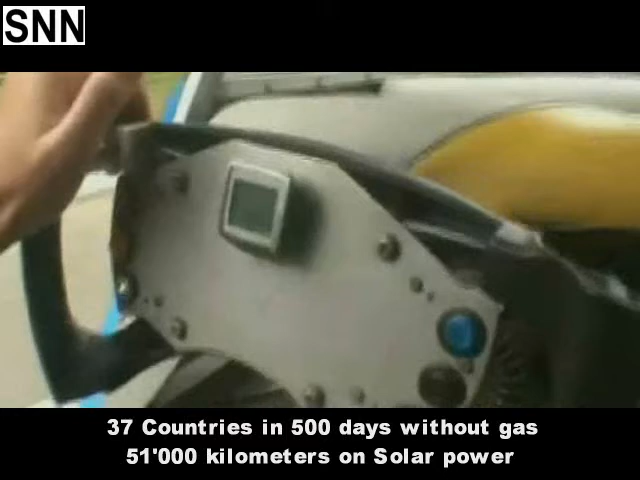 SNN
37 Countries in 500 days without gas
51'000 kilometers on Solar power